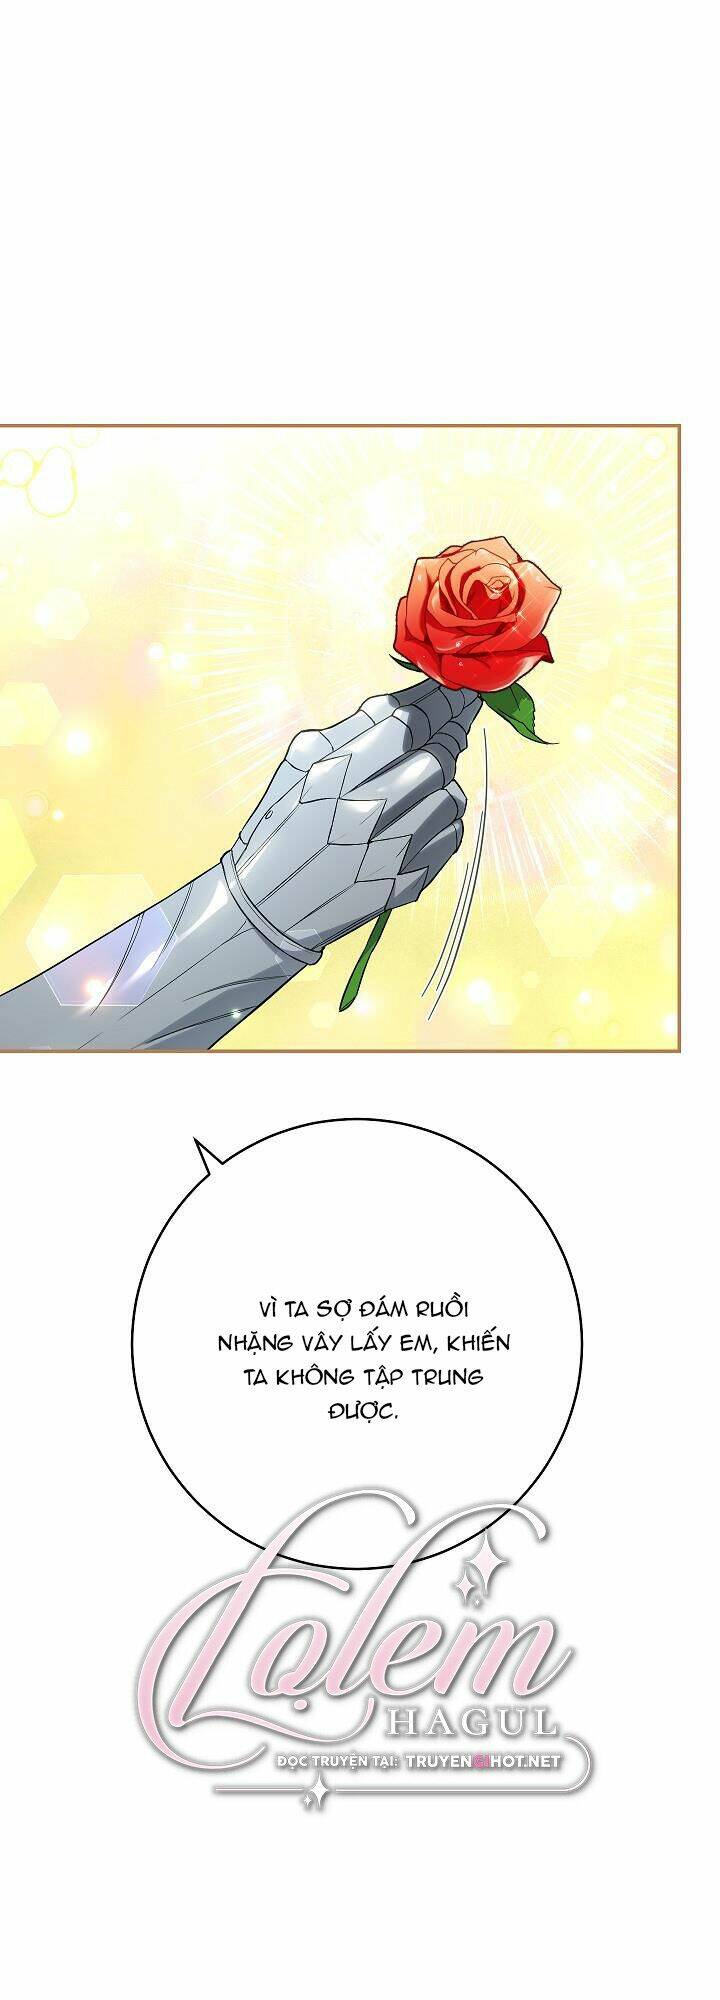 VÌ TA SỢ ĐÁM RUỒI
NHẶNG VÂY LẤY EM, KHIẾN
TA KHÔNG TẬP TRUNG
ĐƯỢC.
Lọlem
HAGUL
ĐỌC TRUYỆN TẠI: TRUYENGIHOT.NET